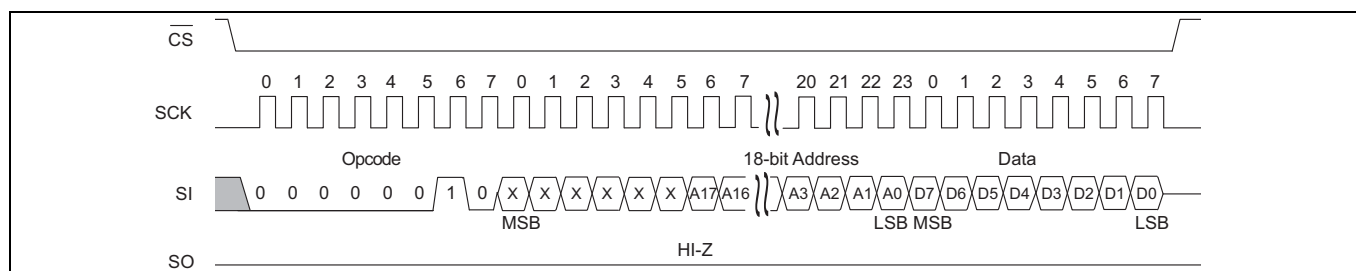 CS
0 1 2 3 4 5 6 7 0 1 2 3 4 5 6 7 20 21 22 23 0 1 2 3 4 5 6 7
SCK
Opcode 18-bit Address Data
SI 0 0 0 0 0 0 1 0 X X X X X X A17 A16 A3 A2 A1 A0 D7 D6 D5 D4 D3 D2 D1 D0
MSB LSB MSB LSB
HI-Z
SO